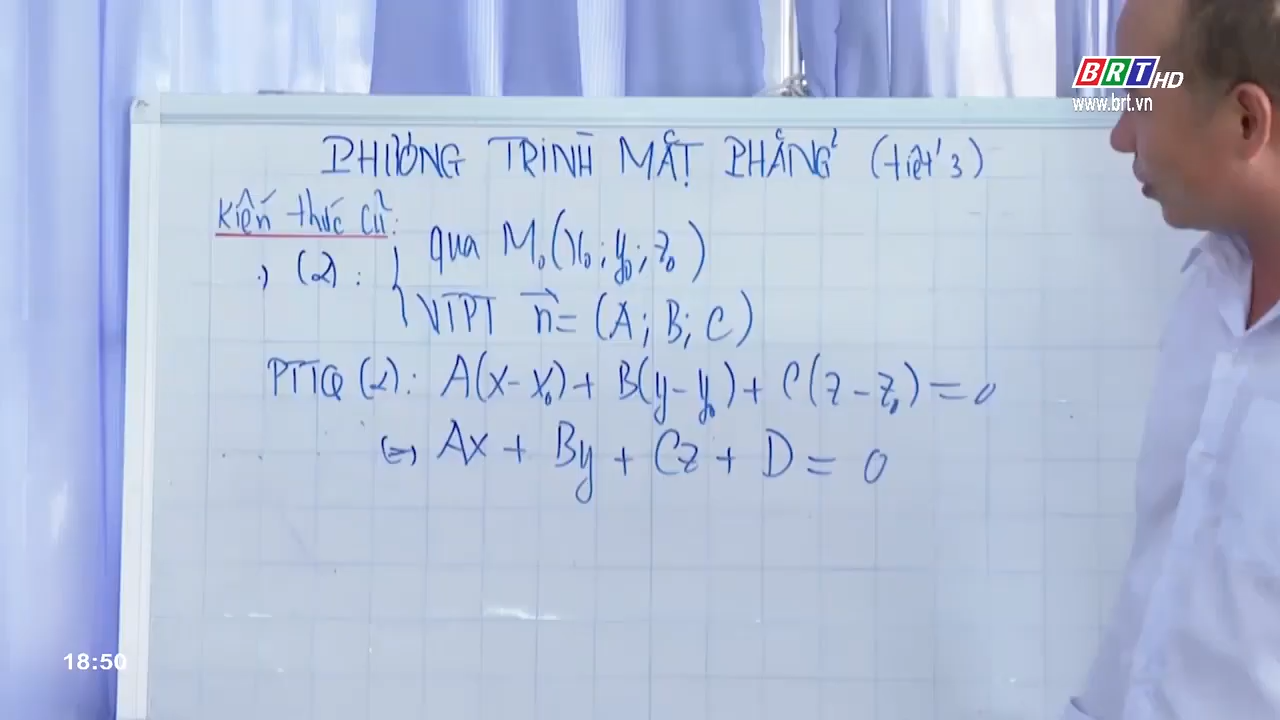 BRT HD
www.brt.vn
PHƯƠNG TRÌNH MẶT PHẲNG (tiết 3)
Kiến thức cũ:
(α): { qua M₀(x₀; y₀; z₀)
VTPT n⃗ = (A; B; C)
PTTQ (α): A(x - x₀) + B(y - y₀) + C(z - z₀) = 0
⇔ Ax + By + Cz + D = 0
18:50